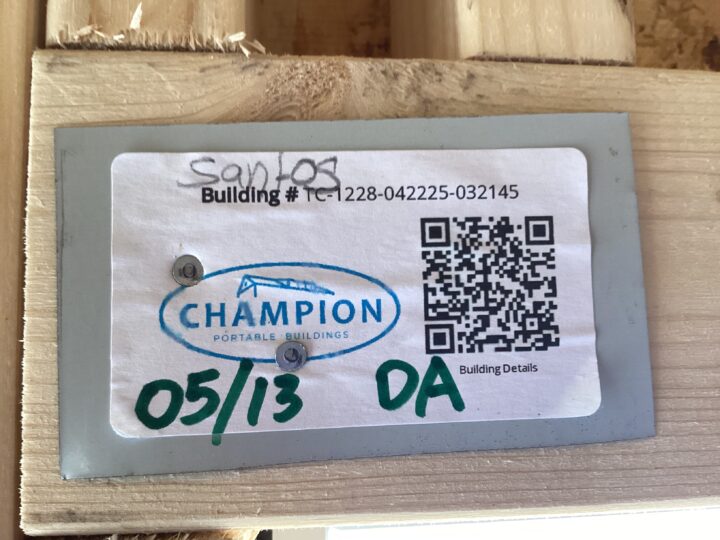 Santos
Building # TC-1228-042225-032145
CHAMPION
PORTABLE BUILDINGS
Building Details
05/13 DA